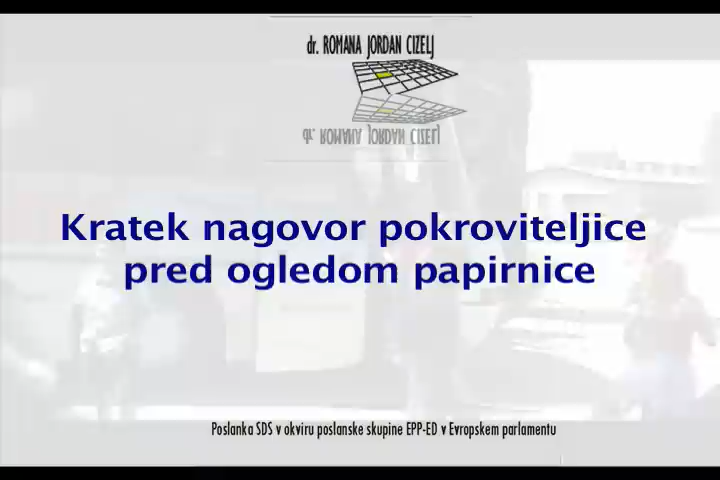 dr. ROMANA JORDAN CIZELJ
dr. ROMANA JORDAN CIZELJ
Kratek nagovor pokroviteljice
pred ogledom papirnice
Poslanka SDS v okviru poslanske skupine EPP-ED v Evropskem parlamentu